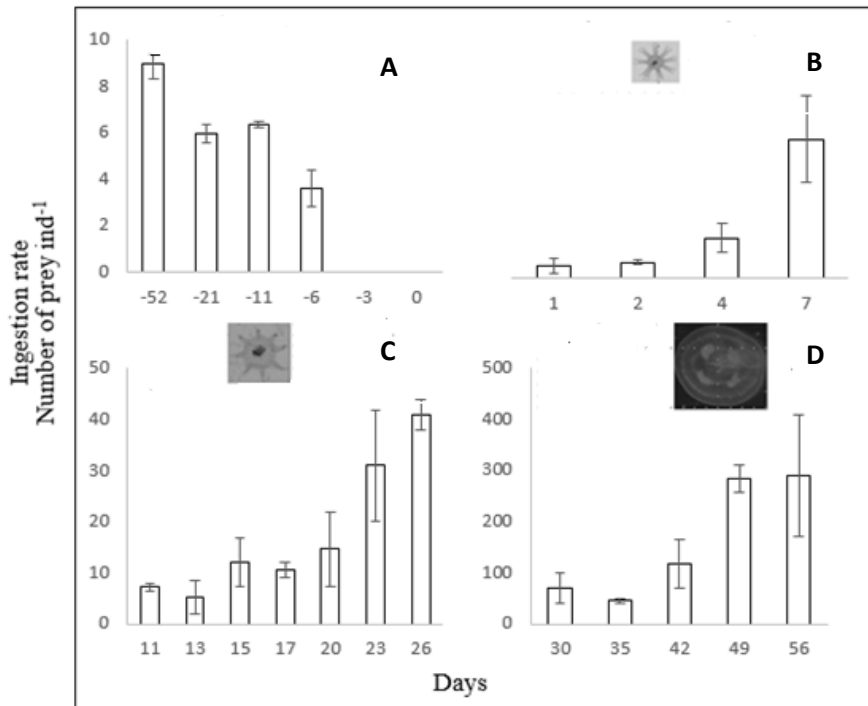 Ingestion rate
Number of prey ind-1
A
10
8
6
4
2
0
-52 -21 -11 -6 -3 0
B
1 2 4 7
C
50
40
30
20
10
0
11 13 15 17 20 23 26
D
500
400
300
200
100
0
30 35 42 49 56
Days